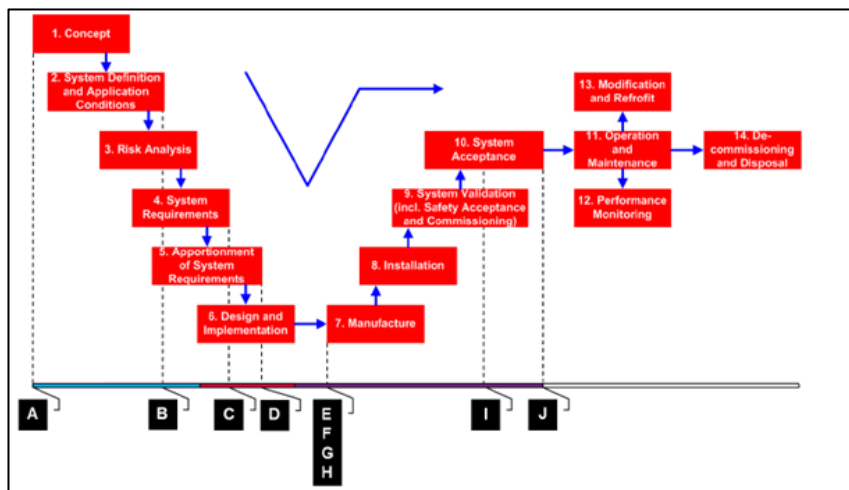 1. Concept
2. System Definition
and Application
Conditions
3. Risk Analysis
4. System
Requirements
5. Apportionment
of System
Requirements
6. Design and
Implementation
7. Manufacture
8. Installation
9. System Validation
(incl. Safety Acceptance
and Commissioning)
10. System
Acceptance
11. Operation
and
Maintenance
12. Performance
Monitoring
13. Modification
and Refrofit
14. De-
commissioning
and Disposal
A
B
C
D
E
F
G
H
I
J